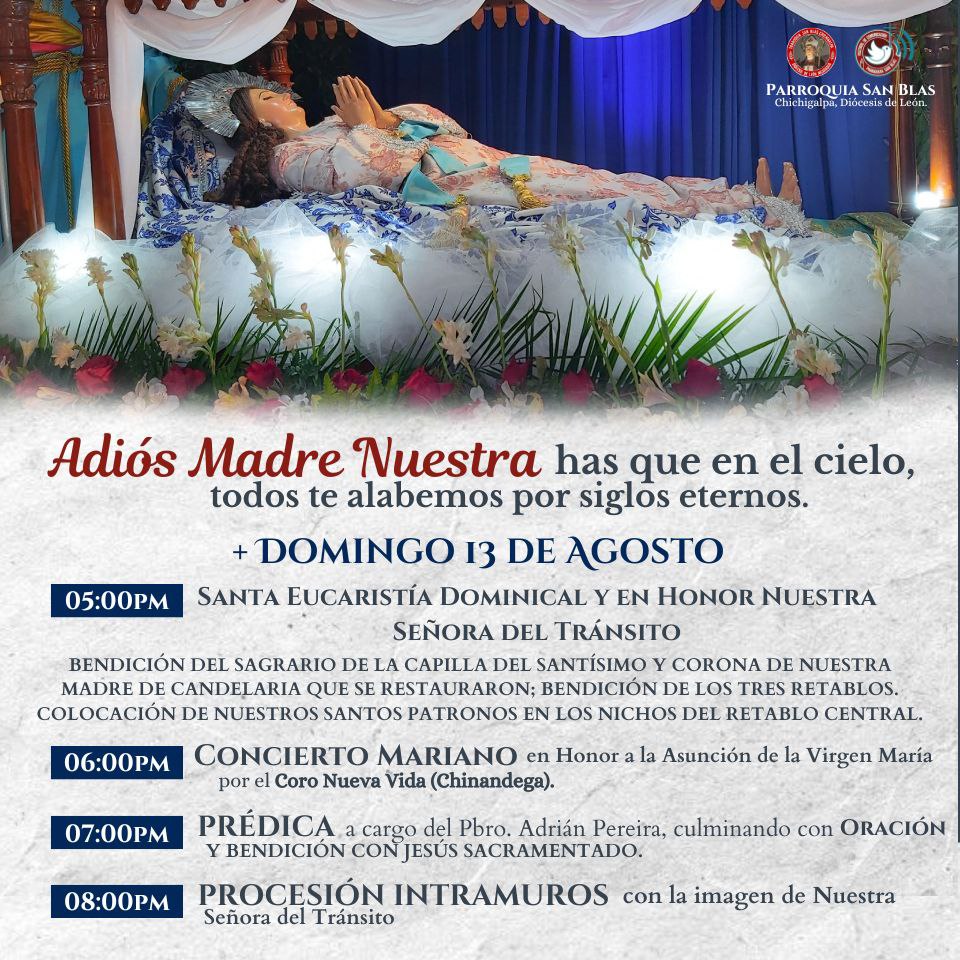 PARROQUIA SAN BLAS
Chichigalpa, Diócesis de León.
Adiós Madre Nuestra has que en el cielo,
todos te alabemos por siglos eternos.
+ DOMINGO 13 DE AGOSTO
05:00PM SANTA EUCARISTÍA DOMINICAL Y EN HONOR NUESTRA
SEÑORA DEL TRÁNSITO
BENDICIÓN DEL SAGRARIO DE LA CAPILLA DEL SANTÍSIMO Y CORONA DE NUESTRA
MADRE DE CANDELARIA QUE SE RESTAURARON; BENDICIÓN DE LOS TRES RETABLOS.
COLOCACIÓN DE NUESTROS SANTOS PATRONOS EN LOS NICHOS DEL RETABLO CENTRAL.
06:00PM CONCIERTO MARIANO en Honor a la Asunción de la Virgen María
por el Coro Nueva Vida (Chinandega).
07:00PM PRÉDICA a cargo del Pbro. Adrián Pereira, culminando con ORACIÓN
Y BENDICIÓN CON JESÚS SACRAMENTADO.
08:00PM PROCESIÓN INTRAMUROS con la imagen de Nuestra
Señora del Tránsito